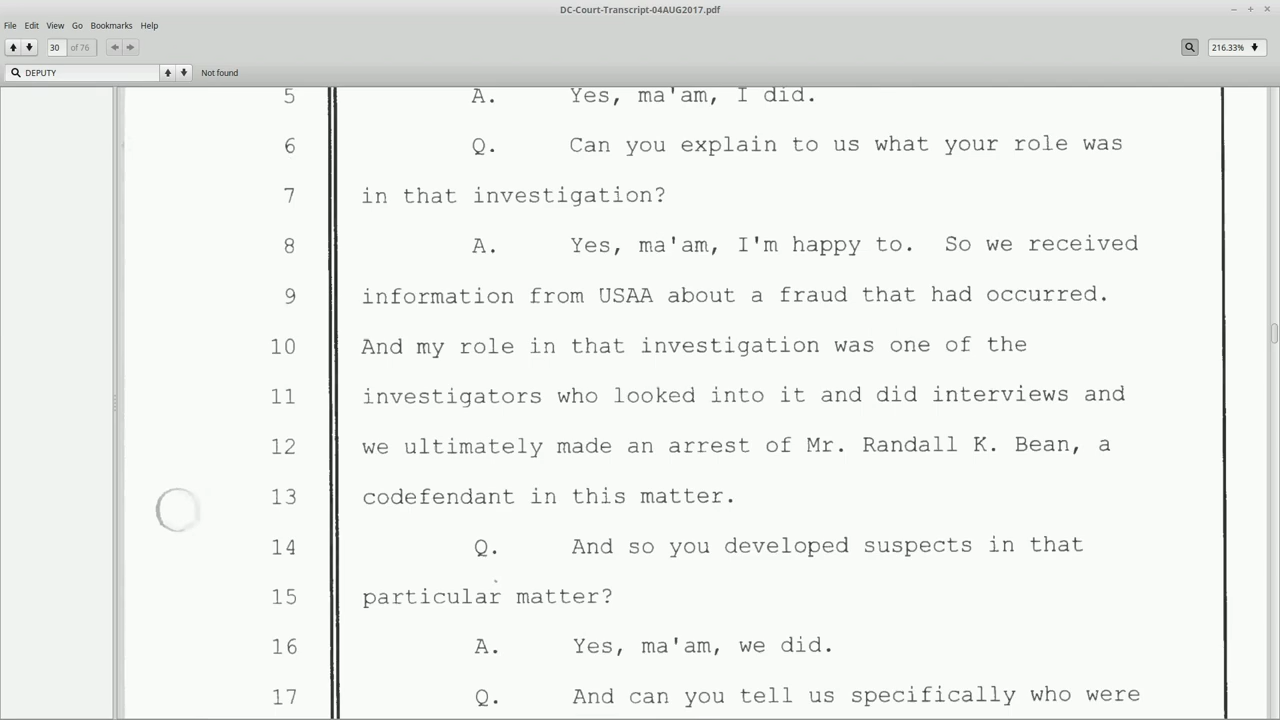 DC-Court-Transcript-04AUG2017.pdf
File Edit View Go Bookmarks Help
30 of 76 216.33%
DEPUTY Not found
5 A. Yes, ma'am, I did.
6 Q. Can you explain to us what your role was
7 in that investigation?
8 A. Yes, ma'am, I'm happy to. So we received
9 information from USAA about a fraud that had occurred.
10 And my role in that investigation was one of the
11 investigators who looked into it and did interviews and
12 we ultimately made an arrest of Mr. Randall K. Bean, a
13 codefendant in this matter.
14 Q. And so you developed suspects in that
15 particular matter?
16 A. Yes, ma'am, we did.
17 Q. And can you tell us specifically who were